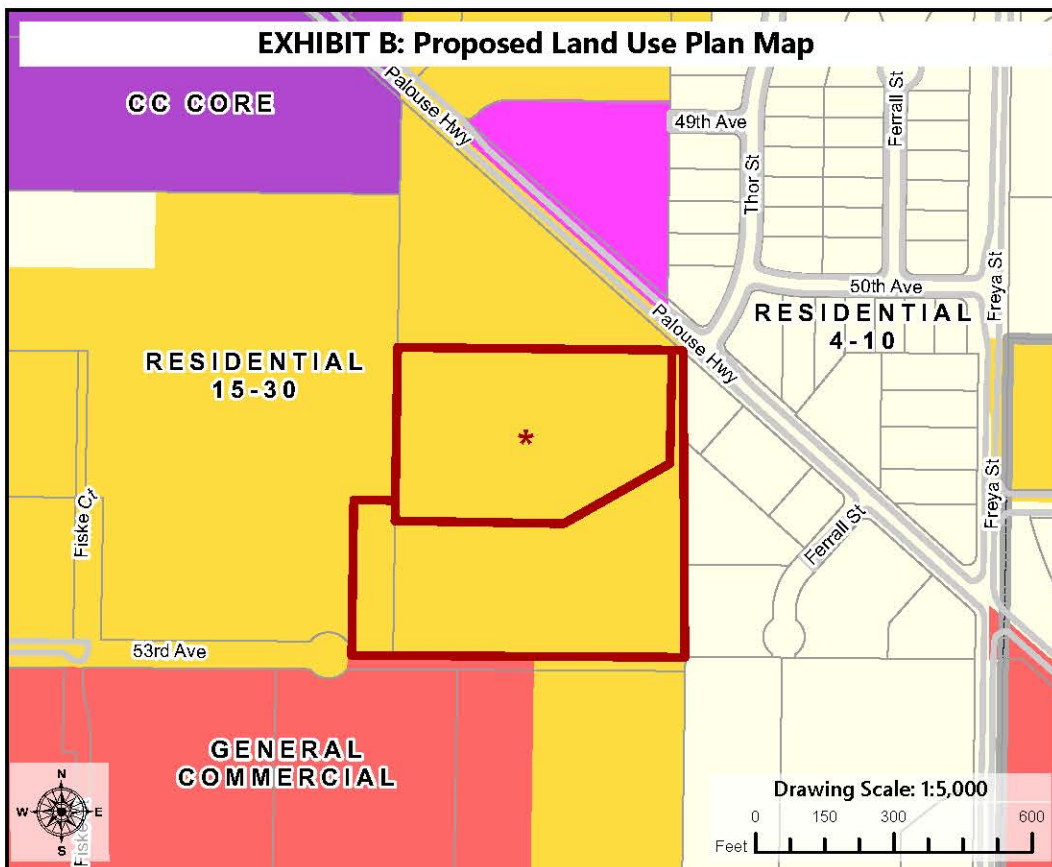 EXHIBIT B: Proposed Land Use Plan Map
CC CORE
Palouse Hwy
49th Ave
Thor St
Ferrall St
Freya St
50th Ave
RESIDENTIAL
4-10
Palouse Hwy
RESIDENTIAL
15-30
*
Fiske Ct
Ferrall St
Freya St
53rd Ave
GENERAL
COMMERCIAL
Fiske
N
W
E
S
Drawing Scale: 1:5,000
0 150 300 600
Feet